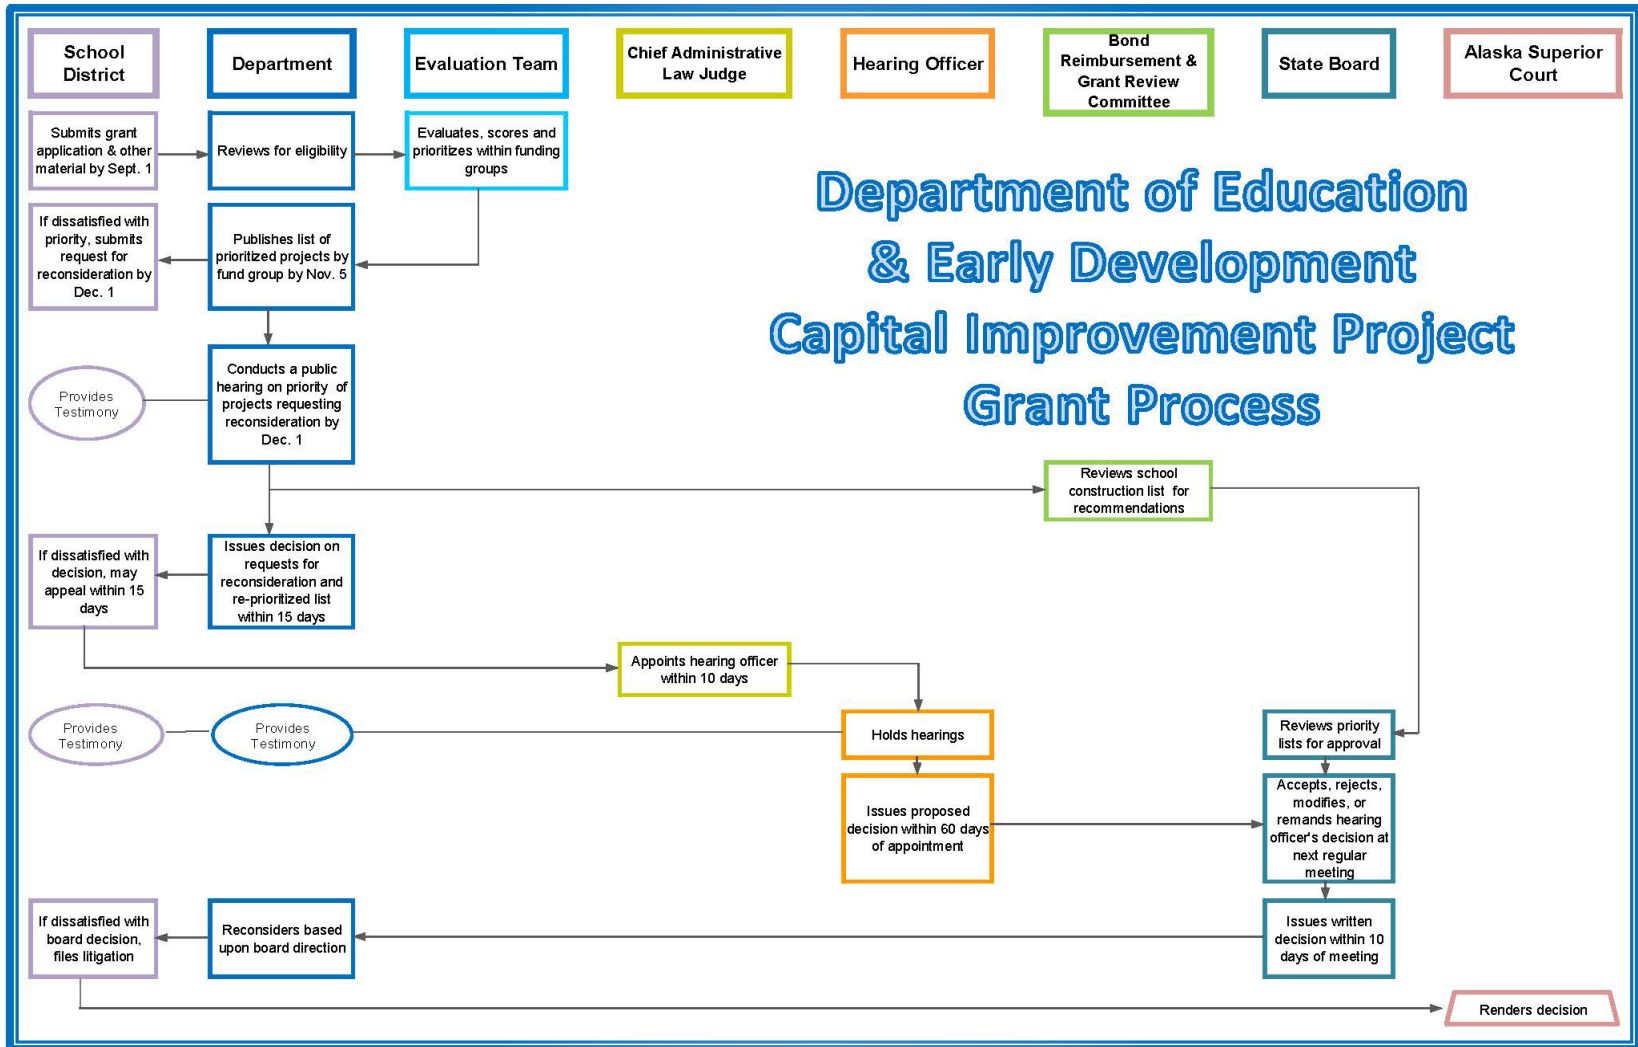 School
District
Department
Evaluation Team
Chief Administrative
Law Judge
Hearing Officer
Bond
Reimbursement &
Grant Review
Committee
State Board
Alaska Superior
Court
Submits grant
application & other
material by Sept. 1
Reviews for eligibility
Evaluates, scores and
prioritizes within funding
groups
Department of Education
& Early Development
Capital Improvement Project
Grant Process
If dissatisfied with
priority, submits
request for
reconsideration by
Dec. 1
Publishes list of
prioritized projects by
fund group by Nov. 5
Provides
Testimony
Conducts a public
hearing on priority of
projects requesting
reconsideration by
Dec. 1
Reviews school
construction list for
recommendations
If dissatisfied with
decision, may
appeal within 15
days
Issues decision on
requests for
reconsideration and
re-prioritized list
within 15 days
Appoints hearing officer
within 10 days
Provides
Testimony
Provides
Testimony
Holds hearings
Reviews priority
lists for approval
Issues proposed
decision within 60 days
of appointment
Accepts, rejects,
modifies, or
remands hearing
officer's decision at
next regular
meeting
If dissatisfied with
board decision,
files litigation
Reconsiders based
upon board direction
Issues written
decision within 10
days of meeting
Renders decision